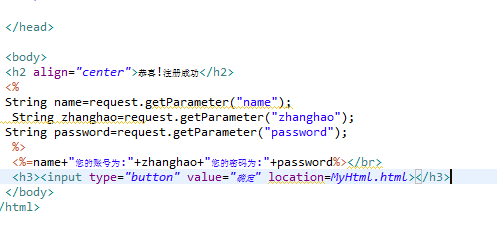 </head>
<body>
<h2 align="center">恭喜!注册成功</h2>
<%
String name=request.getParameter("name");
String zhanghao=request.getParameter("zhanghao");
String password=request.getParameter("password");
%>
<%=name+"您的账号为:"+zhanghao+"您的密码为:"+password%></br>
<h3><input type="button" value="确定" location=MyHtml.html></h3>
</body>
</html>